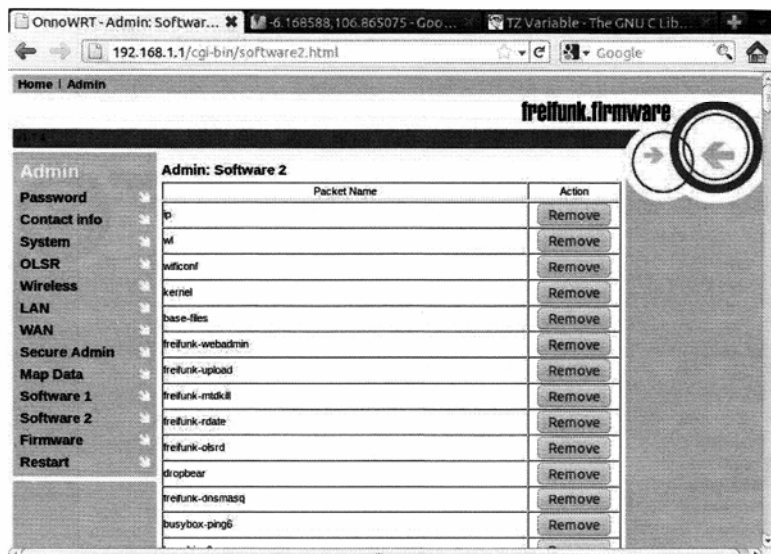 OnnoWRT - Admin: Softwar...
-6.168588,106.865075 - Goo...
TZ Variable - The GNU C Lib...
192.168.1.1/cgi-bin/software2.html
Google
Home | Admin
freifunk.firmware
Admin
Password
Contact info
System
OLSR
Wireless
LAN
WAN
Secure Admin
Map Data
Software 1
Software 2
Firmware
Restart
Admin: Software 2
Packet Name Action
ip Remove
wl Remove
wificonf Remove
kernel Remove
base-files Remove
freifunk-webadmin Remove
freifunk-upload Remove
freifunk-mtdkill Remove
freifunk-rdate Remove
freifunk-olsrd Remove
dropbear Remove
freifunk-dnsmasq Remove
busybox-ping6 Remove